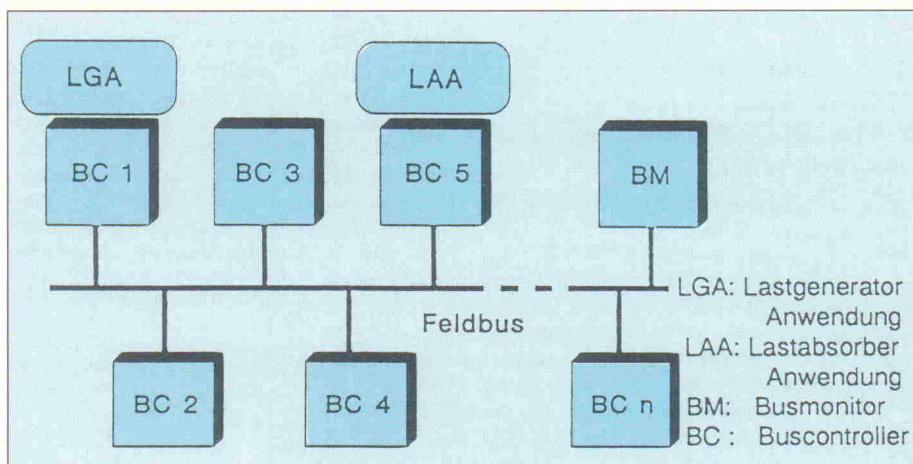 LGA
LAA
BC 1
BC 3
BC 5
BM
Feldbus
BC 2
BC 4
BC n
LGA: Lastgenerator
Anwendung
LAA: Lastabsorber
Anwendung
BM: Busmonitor
BC : Buscontroller